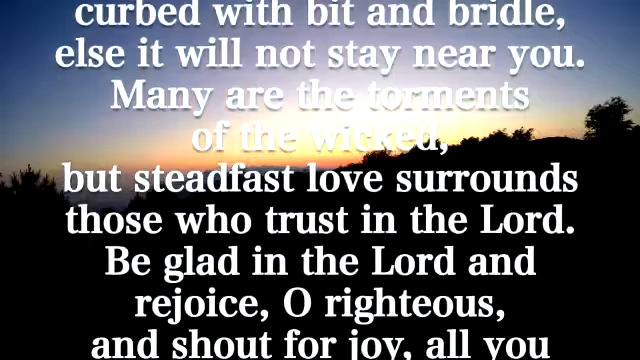 curbed with bit and bridle,
else it will not stay near you.
Many are the torments
of the wicked,
but steadfast love surrounds
those who trust in the Lord.
Be glad in the Lord and
rejoice, O righteous,
and shout for joy, all you